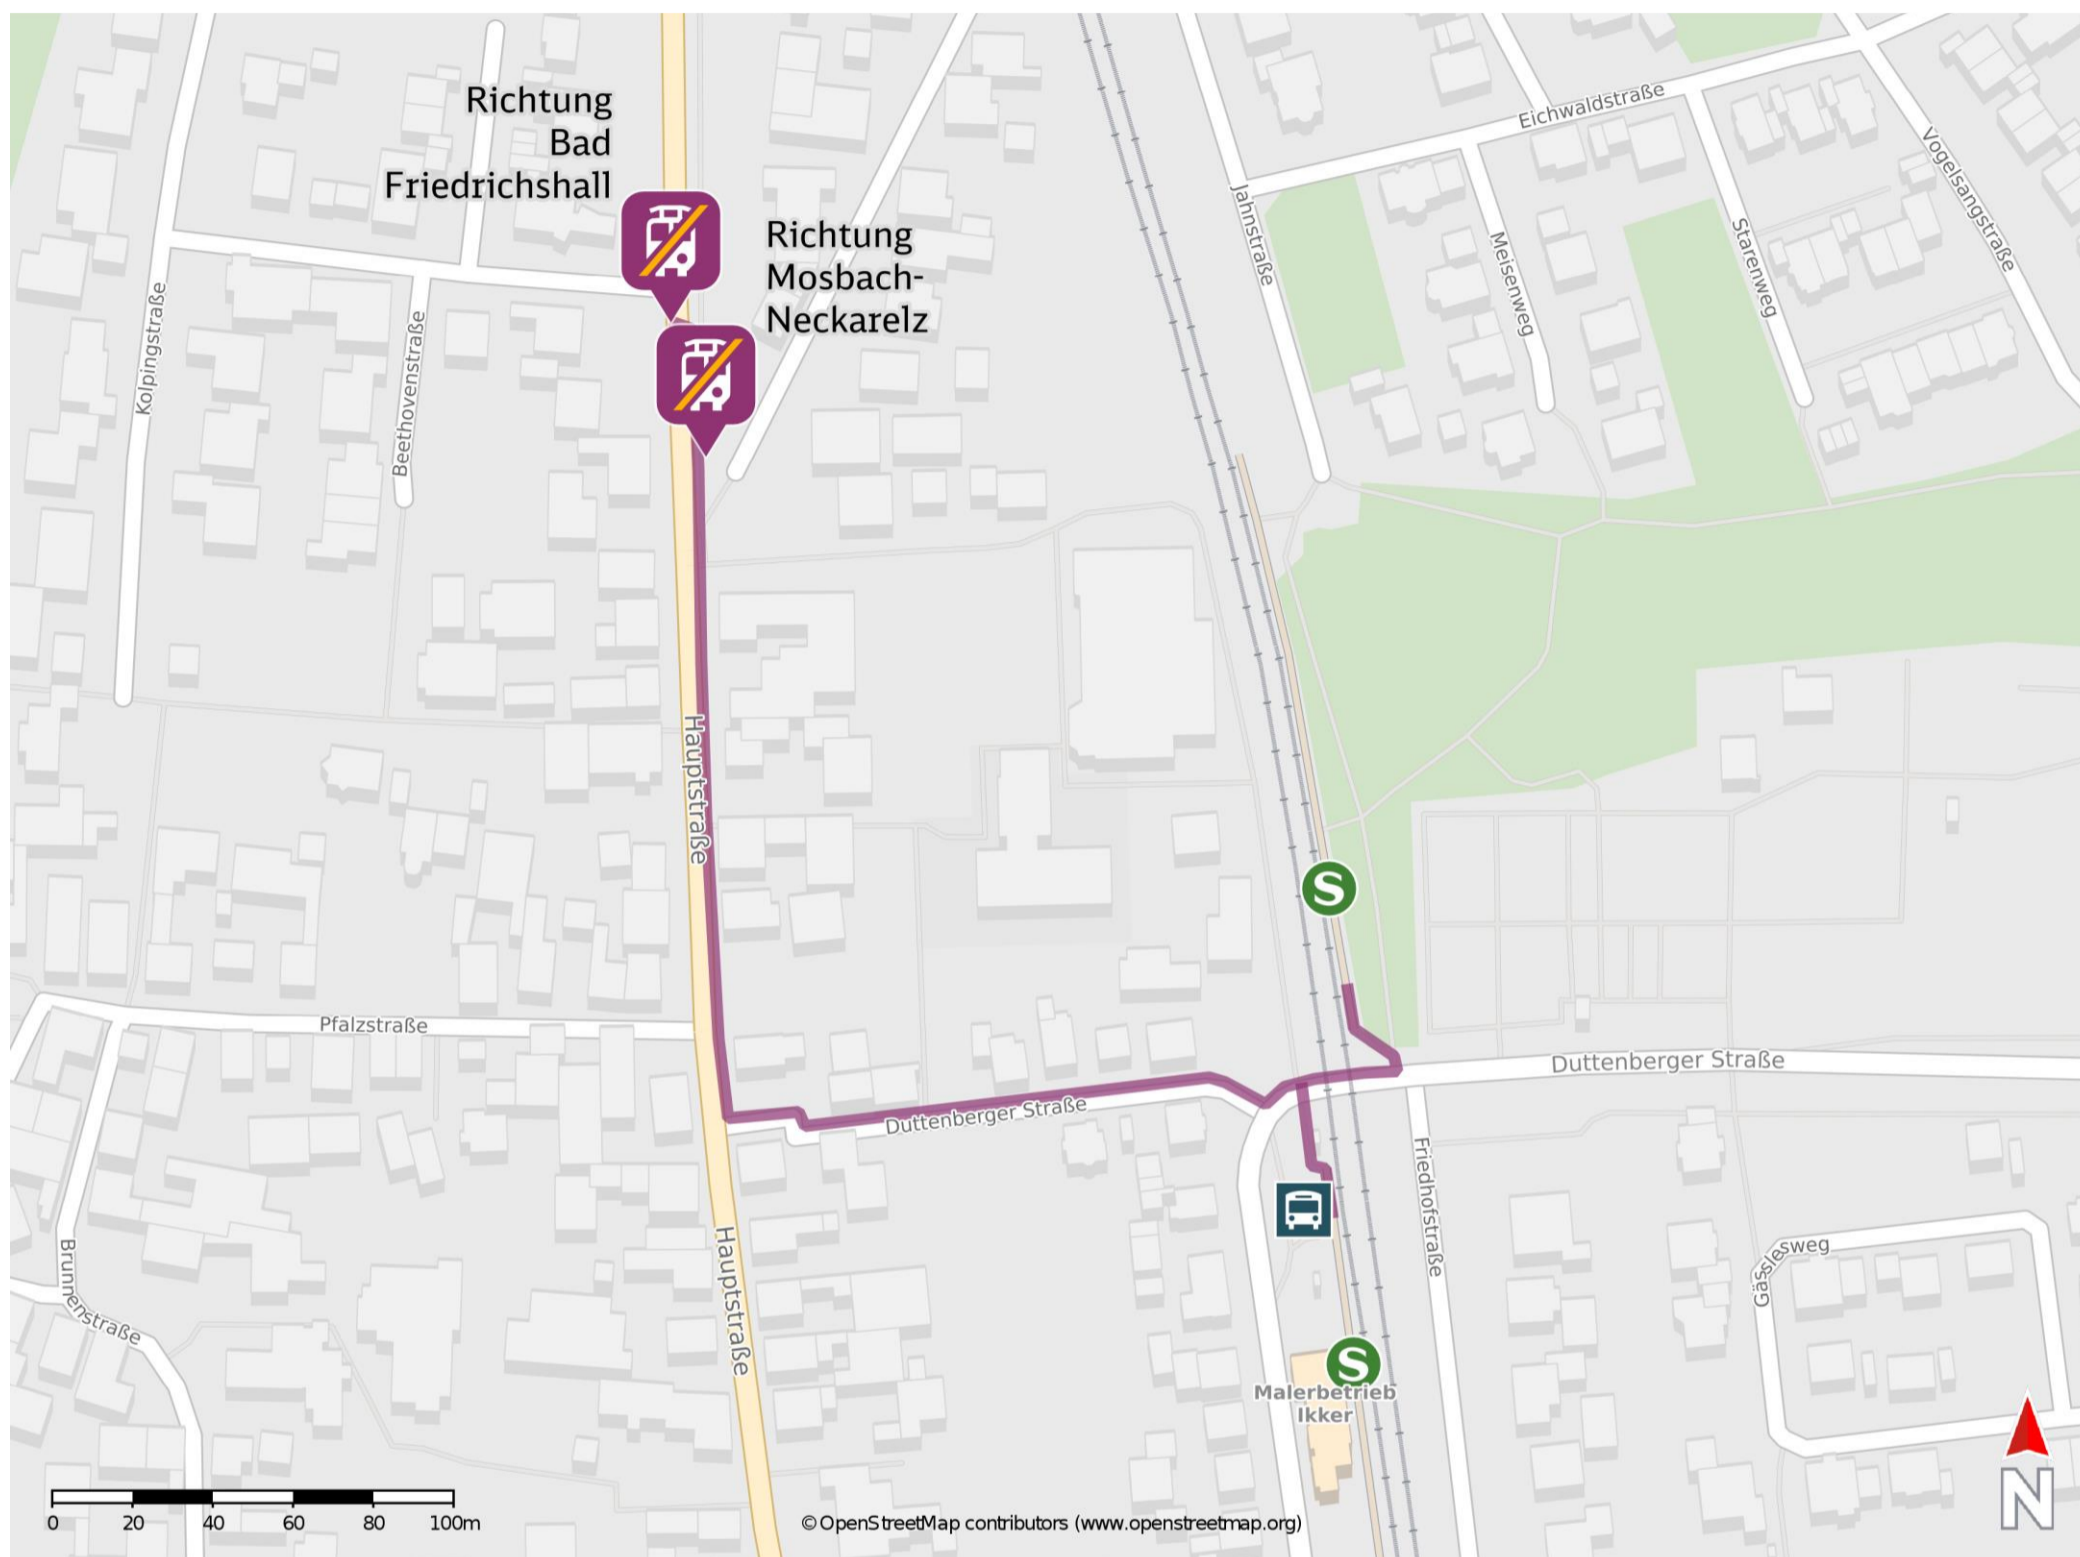 Richtung
Bad
Friedrichshall
Richtung
Mosbach-
Neckarelz
Eichwaldstraße
Vogelsangstraße
Jahnstraße
Meisenweg
Starenweg
Kolpingstraße
Beethovenstraße
Hauptstraße
S
Pfalzstraße
Duttenberger Straße
Duttenberger Straße
Friedhofstraße
Gässlesweg
Brunnenstraße
Hauptstraße
S
Malerbetrieb
Ikker
N
0 20 40 60 80 100m
© OpenStreetMap contributors (www.openstreetmap.org)